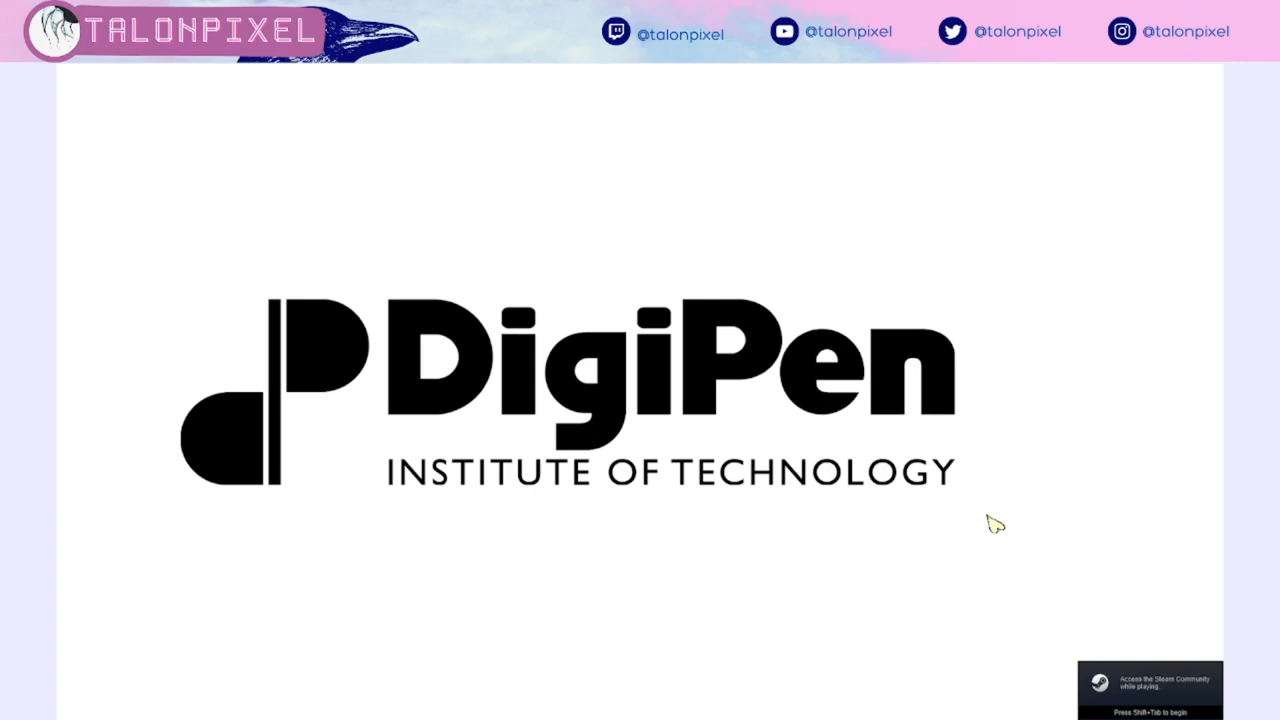 TALONPIXEL
@talonpixel
@talonpixel
@talonpixel
@talonpixel
DigiPen
INSTITUTE OF TECHNOLOGY
Access the Steam Community
while playing.
Press Shift+Tab to begin